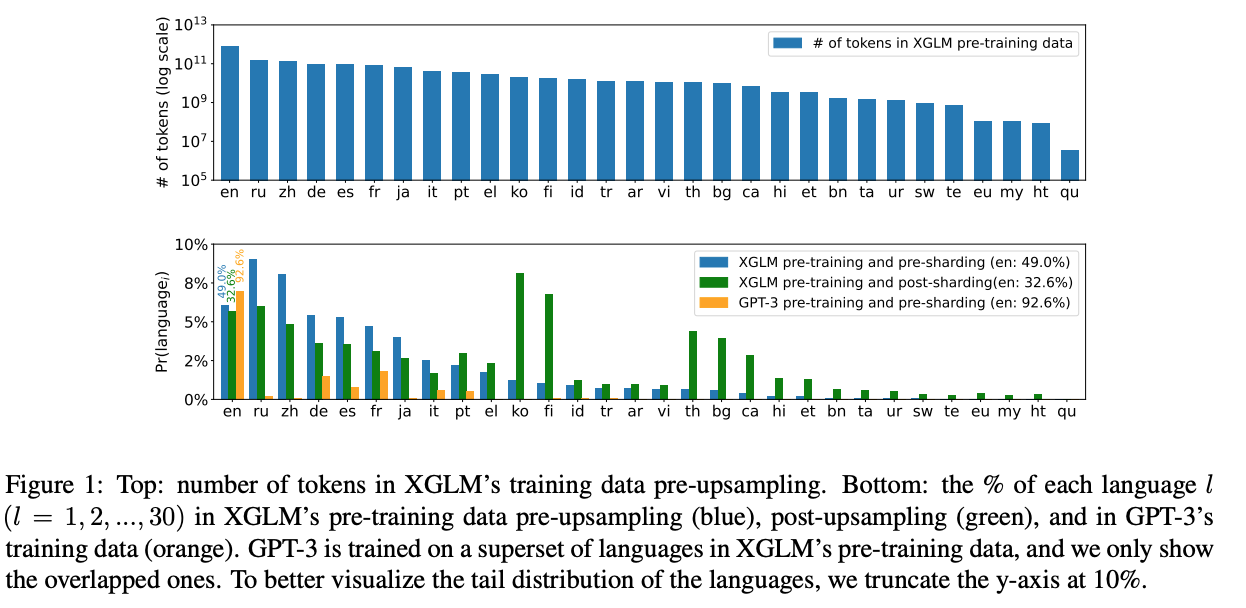 10^13
10^11
10^9
10^7
10^5
# of tokens (log scale)
# of tokens in XGLM pre-training data
en ru zh de es fr ja it pt el ko fi id tr ar vi th bg ca hi et bn ta ur sw te eu my ht qu
10%
8%
5%
2%
0%
Pr(language_i)
49.0%
32.6%
92.6%
XGLM pre-training and pre-sharding (en: 49.0%)
XGLM pre-training and post-sharding(en: 32.6%)
GPT-3 pre-training and pre-sharding (en: 92.6%)
en ru zh de es fr ja it pt el ko fi id tr ar vi th bg ca hi et bn ta ur sw te eu my ht qu
Figure 1: Top: number of tokens in XGLM's training data pre-upsampling. Bottom: the % of each language l
(l = 1, 2, ..., 30) in XGLM's pre-training data pre-upsampling (blue), post-upsampling (green), and in GPT-3's
training data (orange). GPT-3 is trained on a superset of languages in XGLM's pre-training data, and we only show
the overlapped ones. To better visualize the tail distribution of the languages, we truncate the y-axis at 10%.